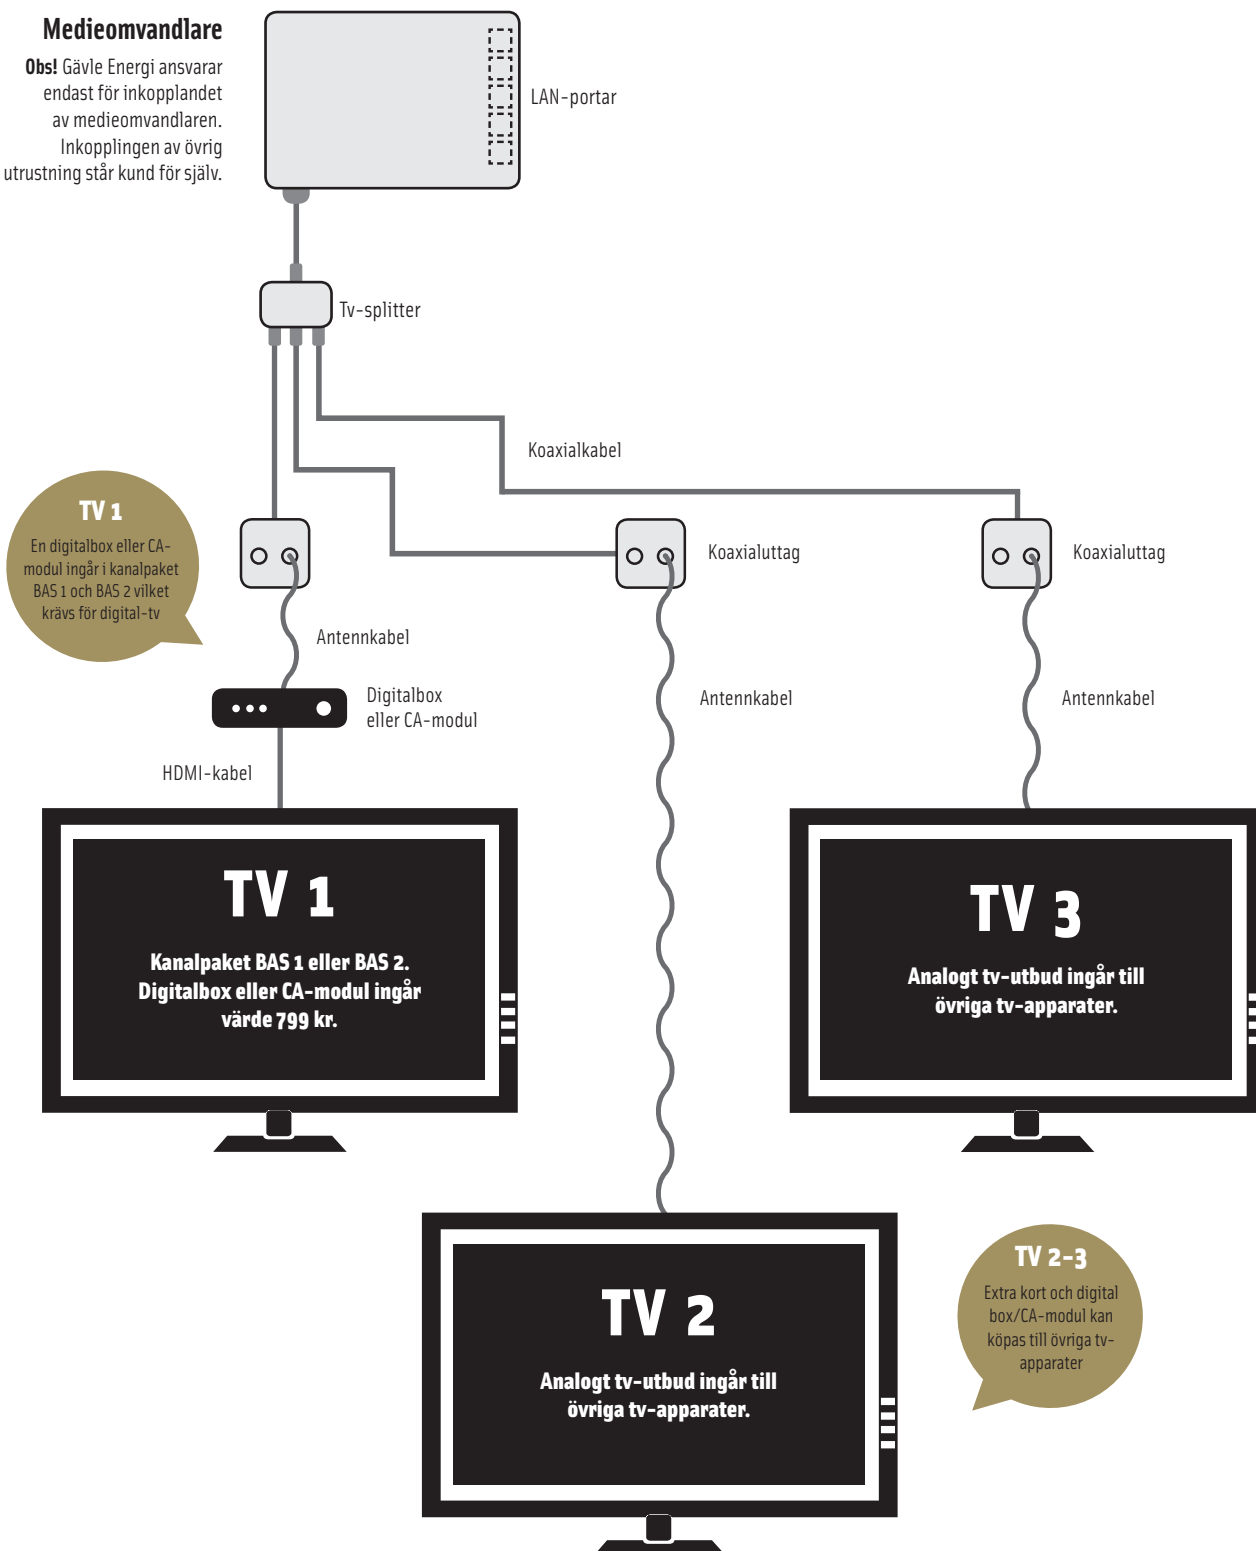 Medieomvandlare
Obs! Gävle Energi ansvarar
endast för inkopplandet
av medieomvandlaren.
Inkopplingen av övrig
utrustning står kund för själv.
LAN-portar
Tv-splitter
Koaxialkabel
TV 1
En digitalbox eller CA-
modul ingår i kanalpaket
BAS 1 och BAS 2 vilket
krävs för digital-tv
Koaxialuttag
Koaxialuttag
Antennkabel
Digitalbox
eller CA-modul
Antennkabel
Antennkabel
HDMI-kabel
TV 1
Kanalpaket BAS 1 eller BAS 2.
Digitalbox eller CA-modul ingår
värde 799 kr.
TV 3
Analogt tv-utbud ingår till
övriga tv-apparater.
TV 2
Analogt tv-utbud ingår till
övriga tv-apparater.
TV 2-3
Extra kort och digital
box/CA-modul kan
köpas till övriga tv-
apparater